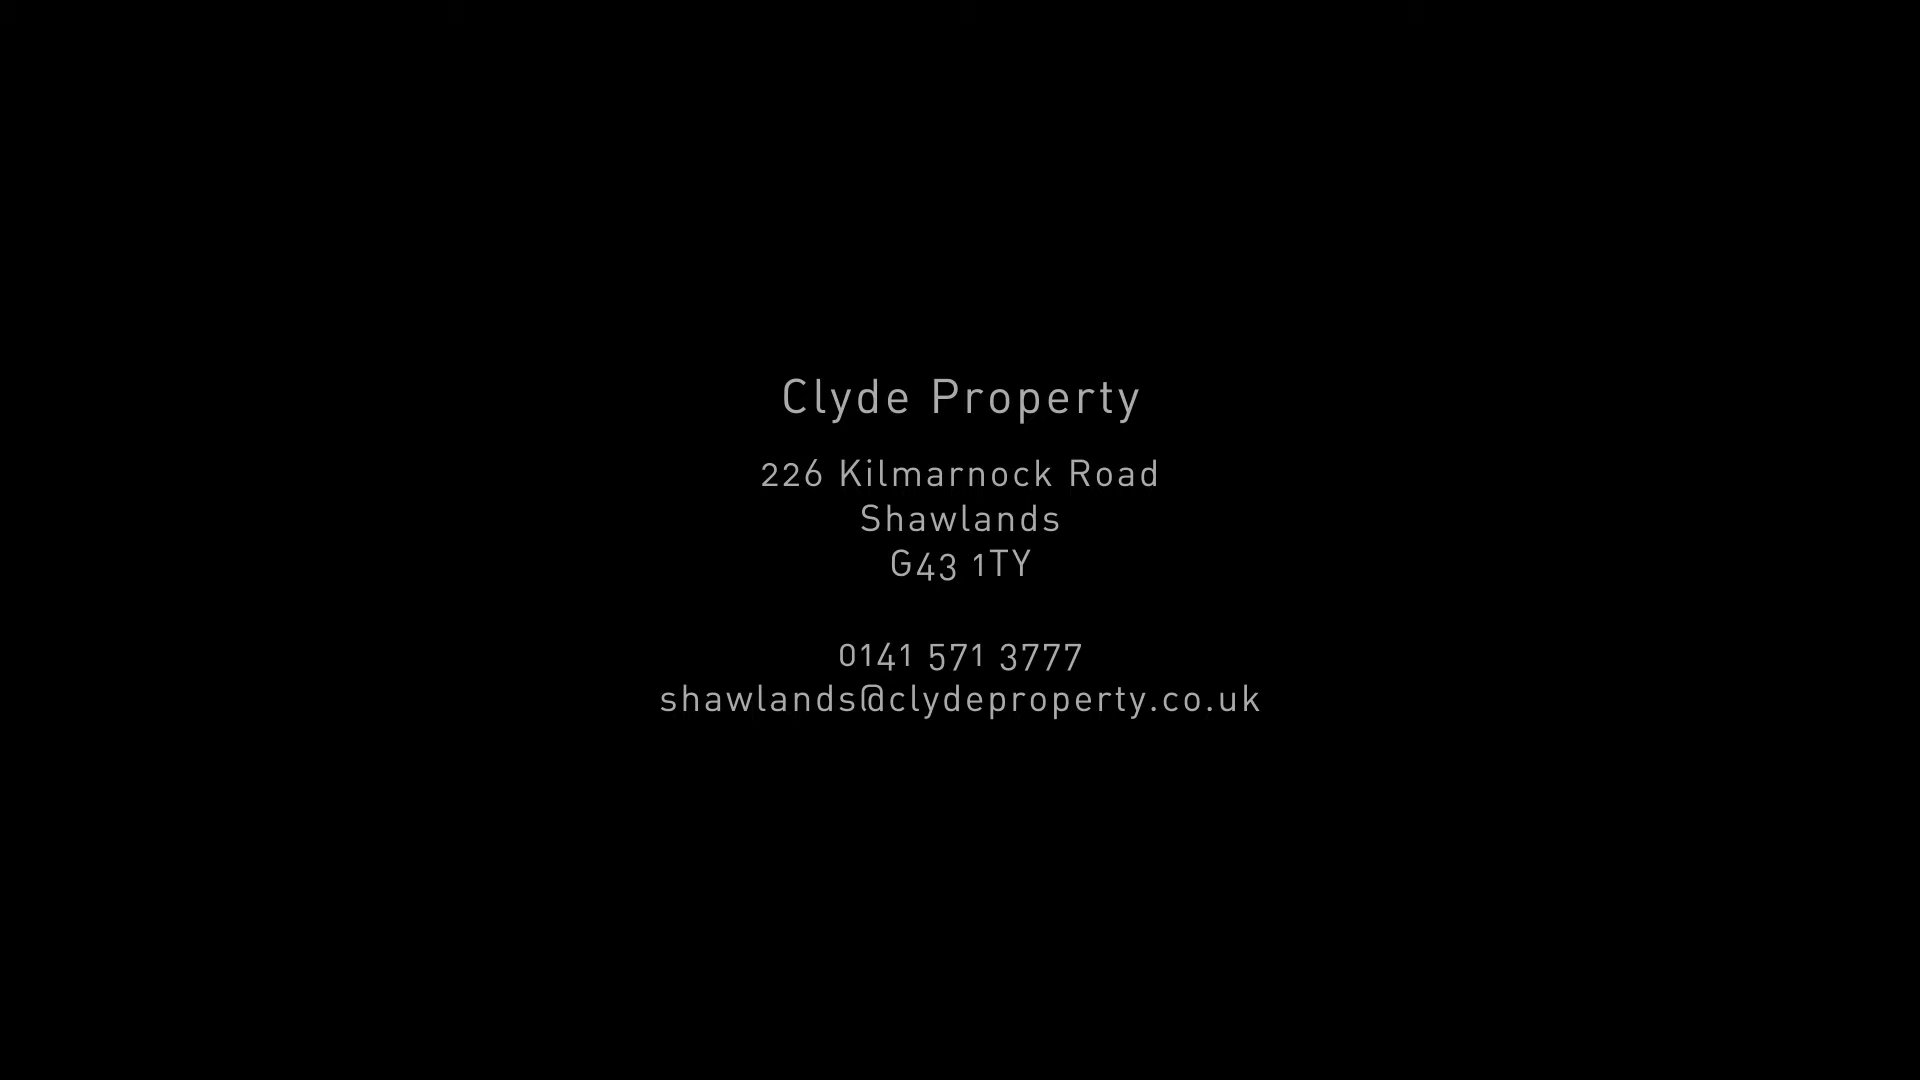 Clyde Property
226 Kilmarnock Road
Shawlands
G43 1TY
0141 571 3777
shawlands@clydeproperty.co.uk